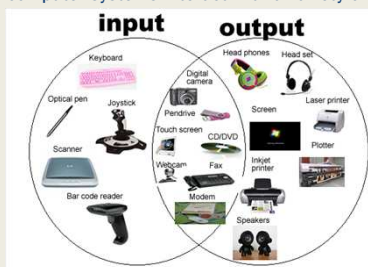 input
output
Keyboard
Optical pen
Joystick
Scanner
Bar code reader
Digital
camera
Pendrive
Touch screen
CD/DVD
Webcam
Fax
Modem
Head phones
Head set
Screen
Laser printer
Plotter
Inkjet
printer
Speakers